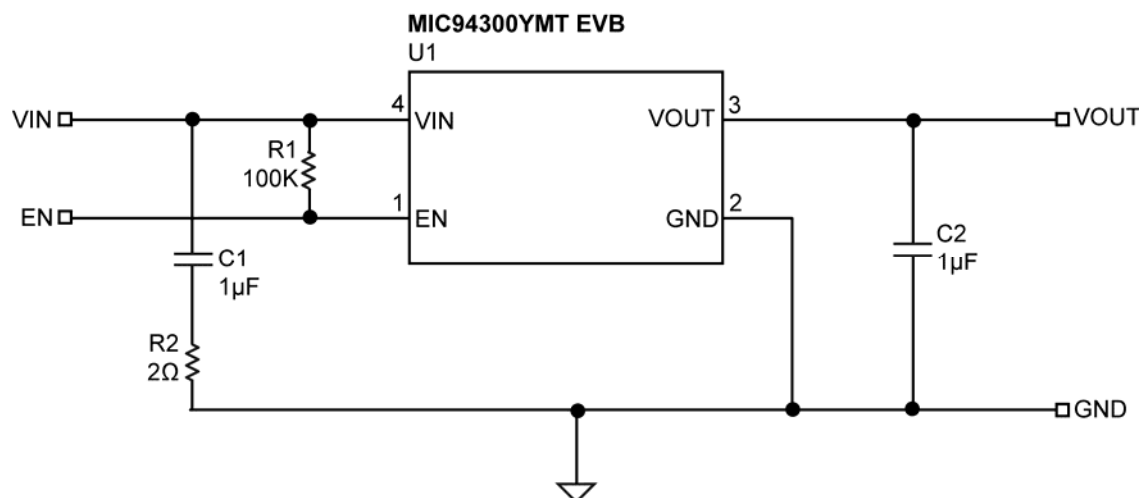 MIC94300YMT EVB
U1
VIN
4
VIN
VOUT
3
VOUT
R1
100K
EN
1
EN
GND
2
C1
1µF
C2
1µF
R2
2Ω
GND